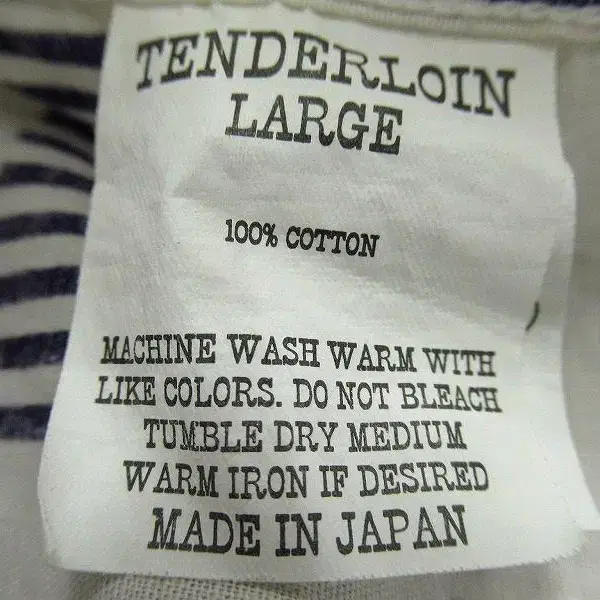 TENDERLOIN
LARGE
100% COTTON
MACHINE WASH WARM WITH
LIKE COLORS. DO NOT BLEACH
TUMBLE DRY MEDIUM
WARM IRON IF DESIRED
MADE IN JAPAN